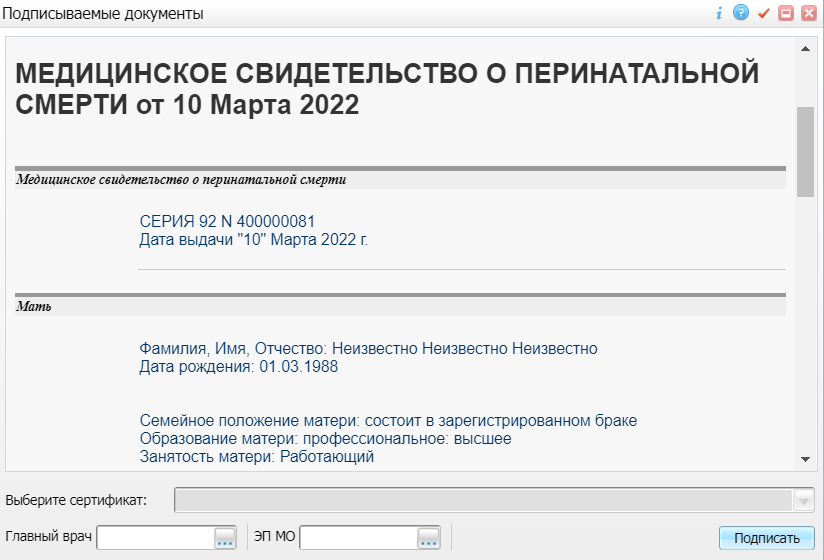 Подписываемые документы
МЕДИЦИНСКОЕ СВИДЕТЕЛЬСТВО О ПЕРИНАТАЛЬНОЙ
СМЕРТИ от 10 Марта 2022
Медицинское свидетельство о перинатальной смерти
СЕРИЯ 92 N 400000081
Дата выдачи "10" Марта 2022 г.
Мать
Фамилия, Имя, Отчество: Неизвестно Неизвестно Неизвестно
Дата рождения: 01.03.1988
Семейное положение матери: состоит в зарегистрированном браке
Образование матери: профессиональное: высшее
Занятость матери: Работающий
Выберите сертификат:
Главный врач ... ЭП МО ... Подписать